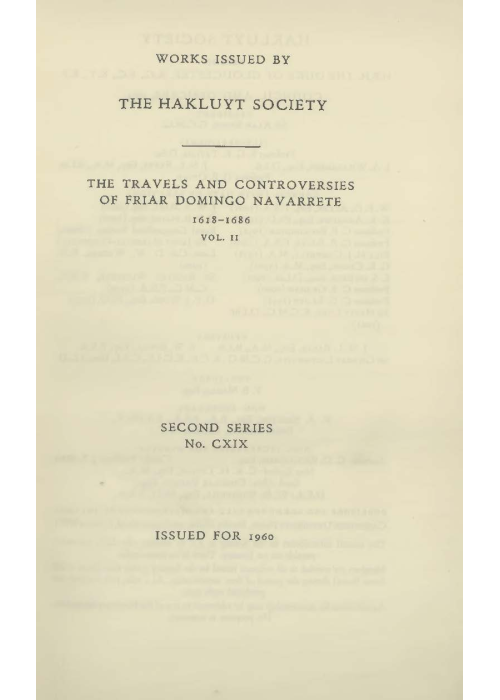 WORKS ISSUED BY
THE HAKLUYT SOCIETY
THE TRAVELS AND CONTROVERSIES
OF FRIAR DOMINGO NAVARRETE
1618–1686
VOL. II
SECOND SERIES
No. CXIX
ISSUED FOR 1960